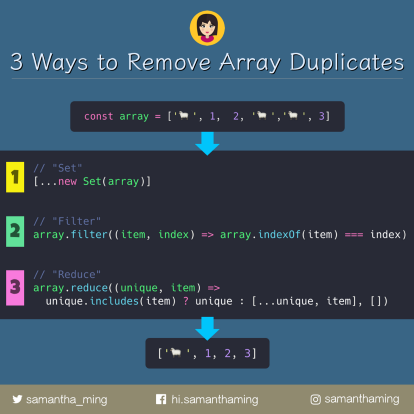 3 Ways to Remove Array Duplicates
const array = ['🐑', 1, 2, '🐑','🐑', 3]
1
// "Set"
[...new Set(array)]
2
// "Filter"
array.filter((item, index) => array.indexOf(item) === index)
3
// "Reduce"
array.reduce((unique, item) =>
unique.includes(item) ? unique : [...unique, item], [])
['🐑', 1, 2, 3]
samantha_ming
hi.samanthaming
samanthaming